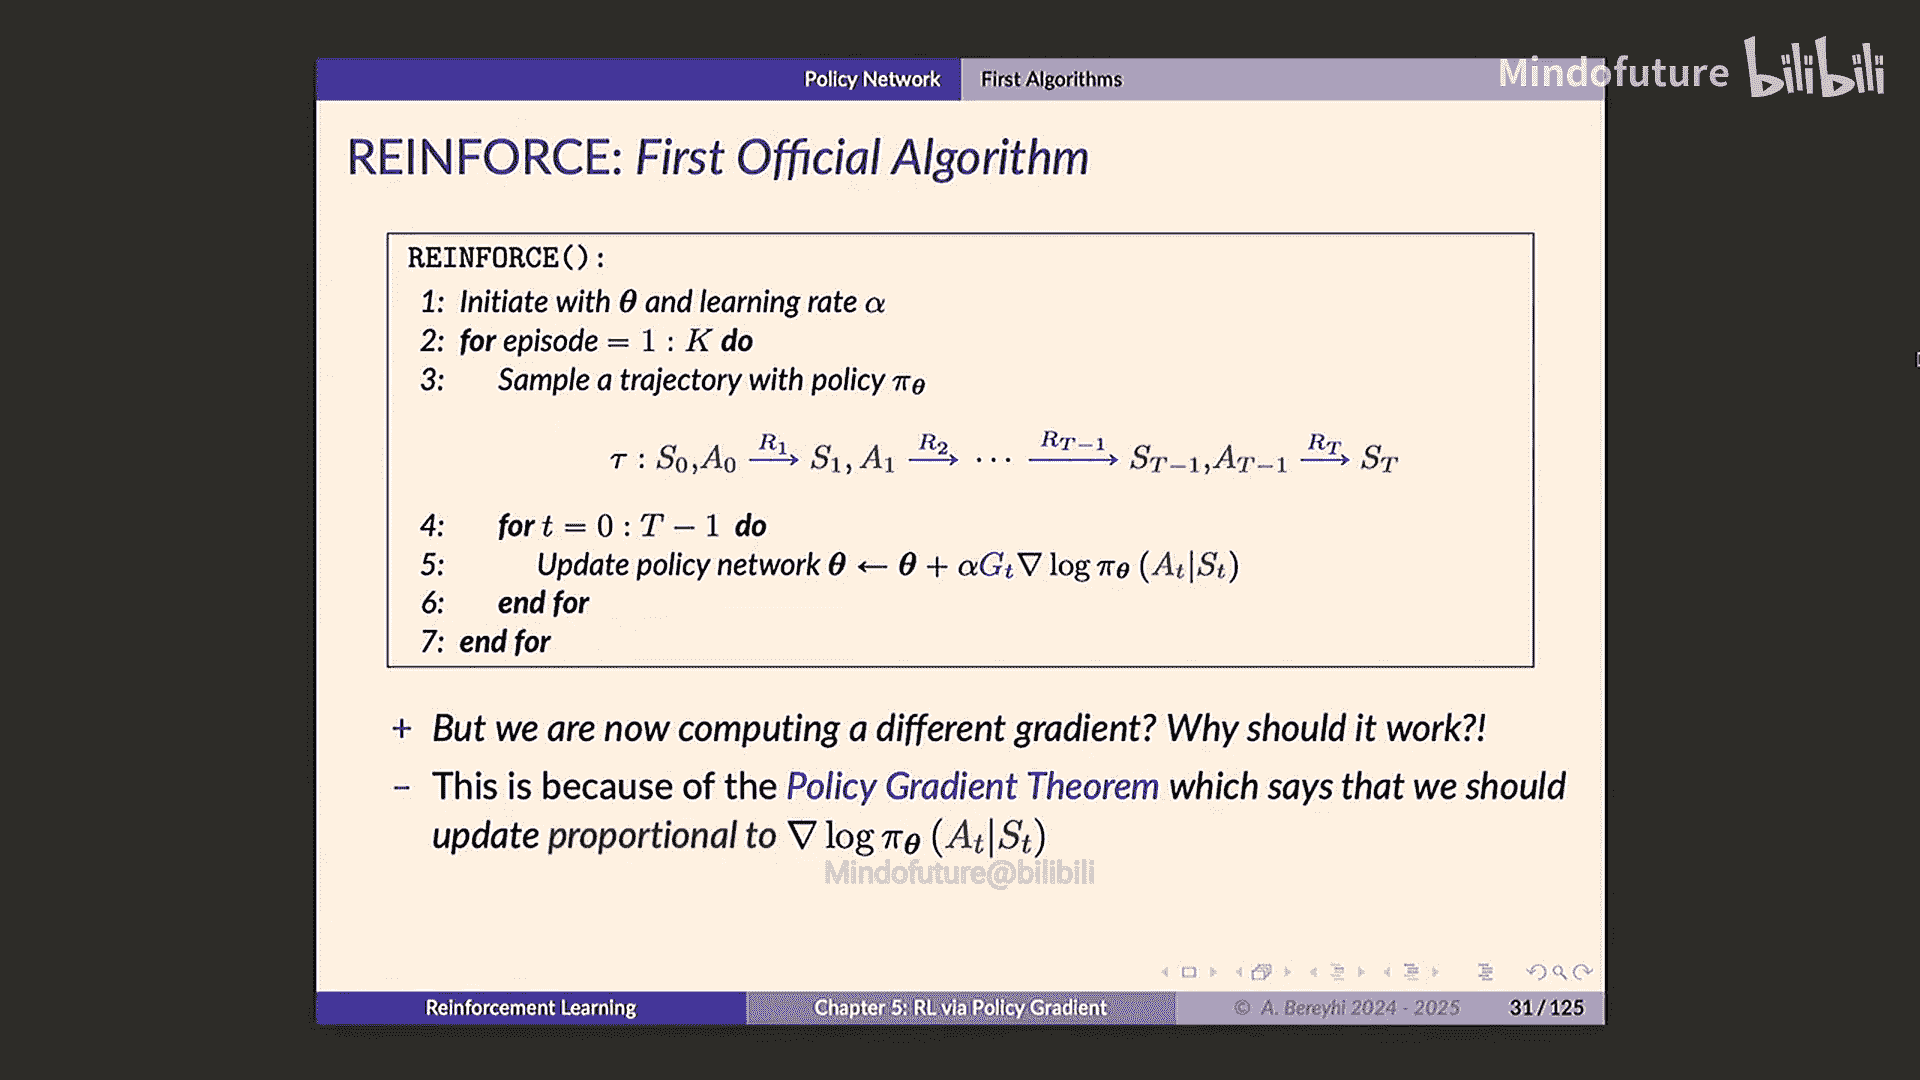 Policy Network First Algorithms
Mindofuture bilibili
REINFORCE: First Official Algorithm
REINFORCE():
1: Initiate with θ and learning rate α
2: for episode = 1 : K do
3: Sample a trajectory with policy π_θ
τ : S_0, A_0 \xrightarrow{R_1} S_1, A_1 \xrightarrow{R_2} ⋯ \xrightarrow{R_{T−1}} S_{T−1}, A_{T−1} \xrightarrow{R_T} S_T
4: for t = 0 : T − 1 do
5: Update policy network θ ← θ + αG_t∇ log π_θ (A_t|S_t)
6: end for
7: end for
+ But we are now computing a different gradient? Why should it work?!
– This is because of the Policy Gradient Theorem which says that we should
update proportional to ∇ log π_θ (A_t|S_t)
Mindofuture@bilibili
Reinforcement Learning Chapter 5: RL via Policy Gradient © A. Bereyhi 2024 - 2025 31 / 125